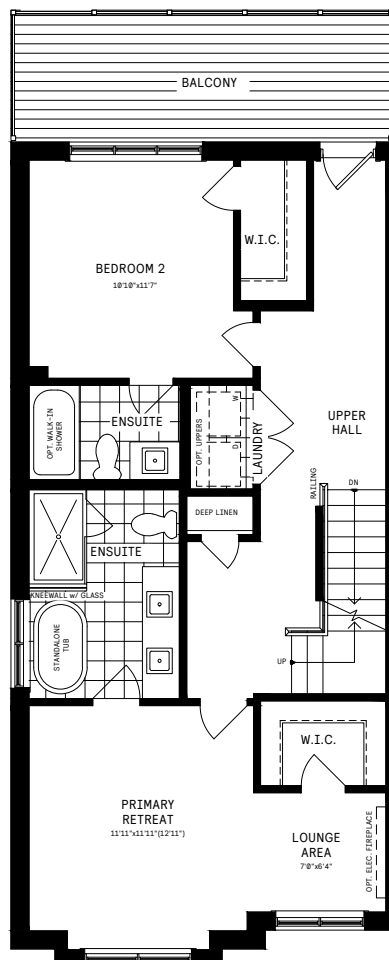 BALCONY
W.I.C.
BEDROOM 2
10'10"x11'7"
OPT. WALK-IN
SHOWER
ENSUITE
OPT. UPPERS
W
D
LAUNDRY
UPPER
HALL
RAILING
DN
DEEP LINEN
ENSUITE
KNEEWALL w/ GLASS
STANDALONE
TUB
UP
W.I.C.
PRIMARY
RETREAT
11'11"x11'11"(12'11")
LOUNGE
AREA
7'0"x6'4"
OPT. ELEC. FIREPLACE